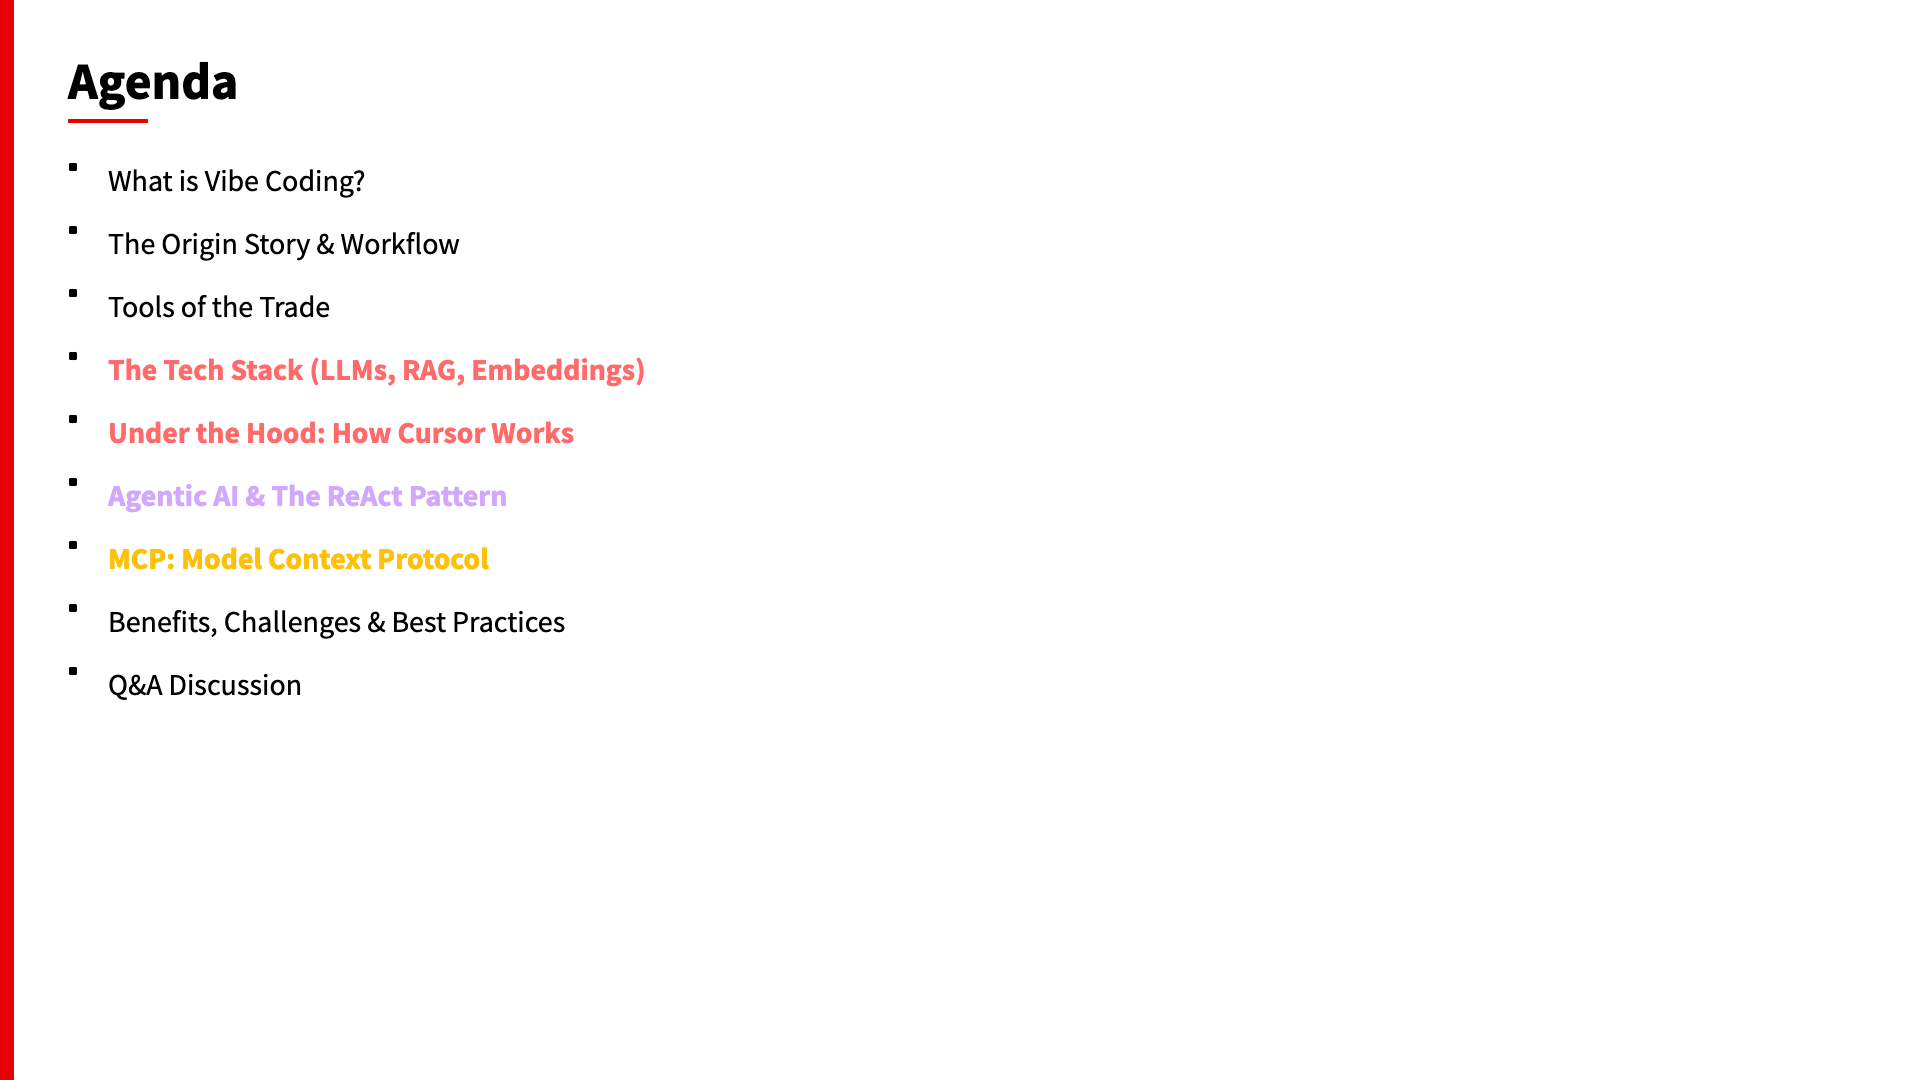 Agenda
What is Vibe Coding?
The Origin Story & Workflow
Tools of the Trade
The Tech Stack (LLMs, RAG, Embeddings)
Under the Hood: How Cursor Works
Agentic AI & The ReAct Pattern
MCP: Model Context Protocol
Benefits, Challenges & Best Practices
Q&A Discussion